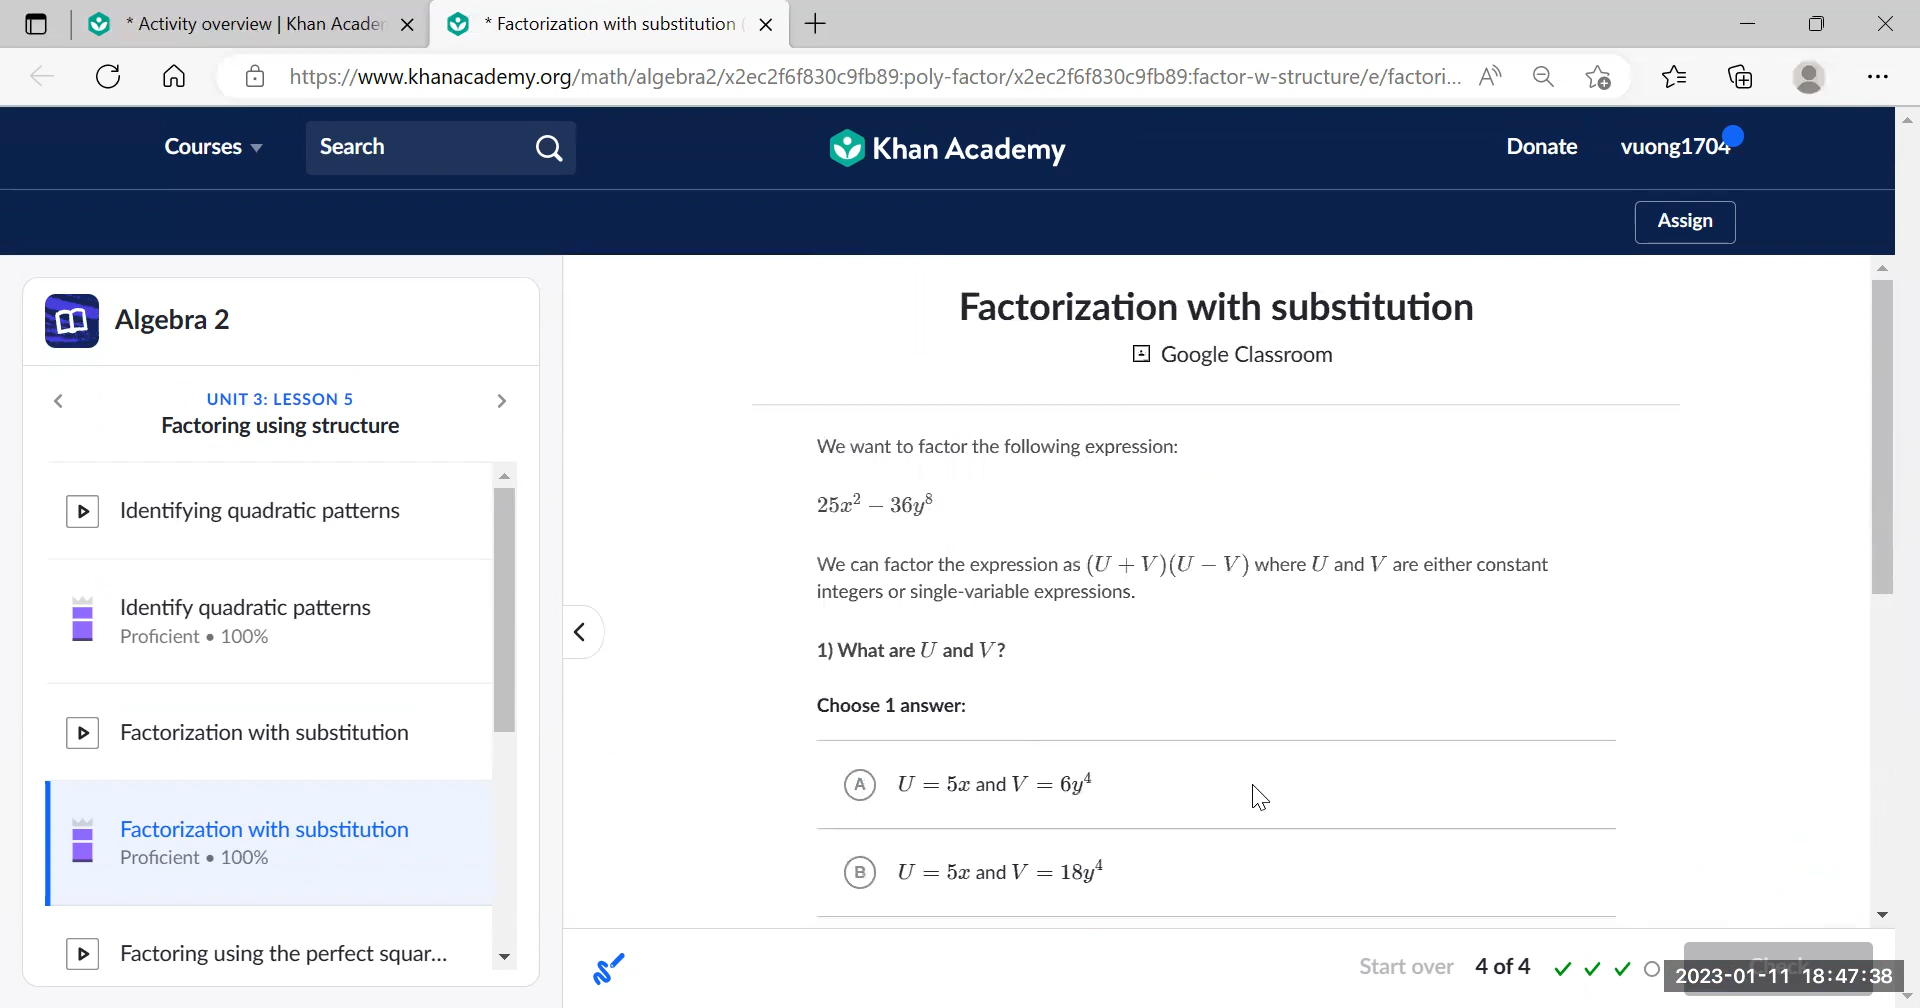 * Activity overview | Khan Acade
* Factorization with substitution (
https://www.khanacademy.org/math/algebra2/x2ec2f6f830c9fb89:poly-factor/x2ec2f6f830c9fb89:factor-w-structure/e/factori...
Courses
Search
Khan Academy
Donate
vuong1704
Assign
Algebra 2
UNIT 3: LESSON 5
Factoring using structure
Identifying quadratic patterns
Identify quadratic patterns
Proficient • 100%
Factorization with substitution
Factorization with substitution
Proficient • 100%
Factoring using the perfect squar...
Factorization with substitution
Google Classroom
We want to factor the following expression:
25x² − 36y⁸
We can factor the expression as (U + V)(U − V) where U and V are either constant
integers or single-variable expressions.
1) What are U and V?
Choose 1 answer:
A U = 5x and V = 6y⁴
B U = 5x and V = 18y⁴
Start over
4 of 4
Check
2023-01-11 18:47:38